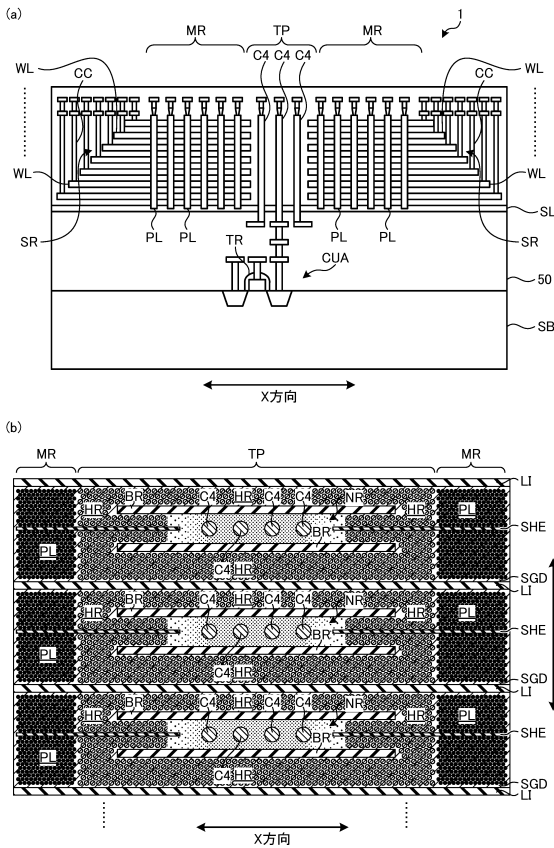 (a)
1
MR TP MR
C4 C4 C4
WL CC CC WL
WL WL
SL
PL PL PL PL
SR SR
TR CUA
50
SB
X方向
(b)
MR TP MR
LI
BR C4 HR C4 C4 NR
HR HR PL
SHE
PL BR
C4 HR SGD
LI
BR C4 HR C4 C4 NR
HR HR PL
SHE
PL BR
C4 HR SGD
LI
BR C4 HR C4 C4 NR
HR HR PL
SHE
PL BR
C4 HR SGD
LI
X方向